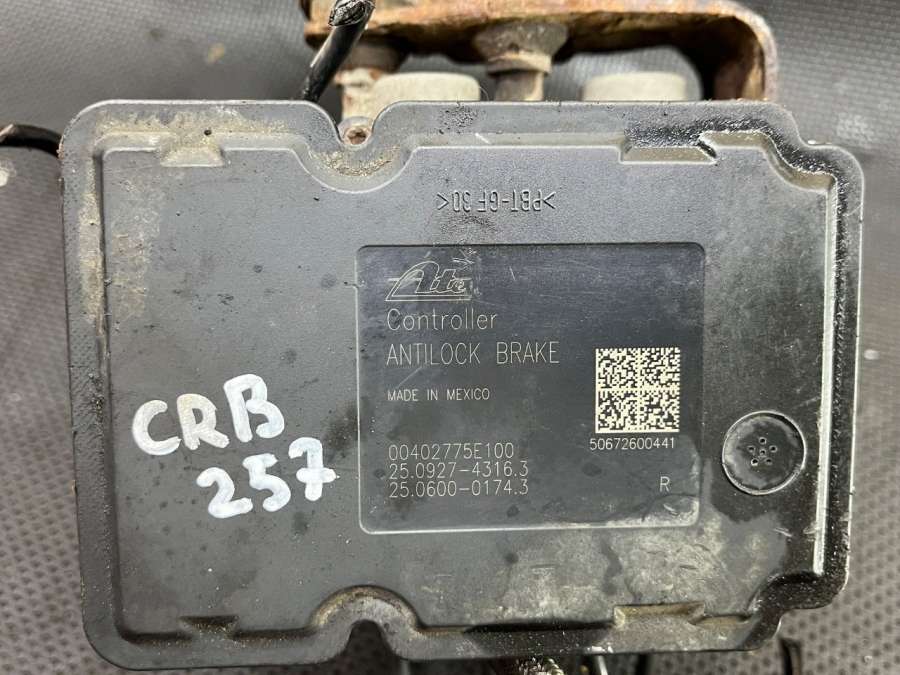 >PBT-GF30<
Ate
Controller
ANTILOCK BRAKE
MADE IN MEXICO
50672600441
00402775E100
25.0927-4316.3
25.0600-0174.3
R
CRB
257